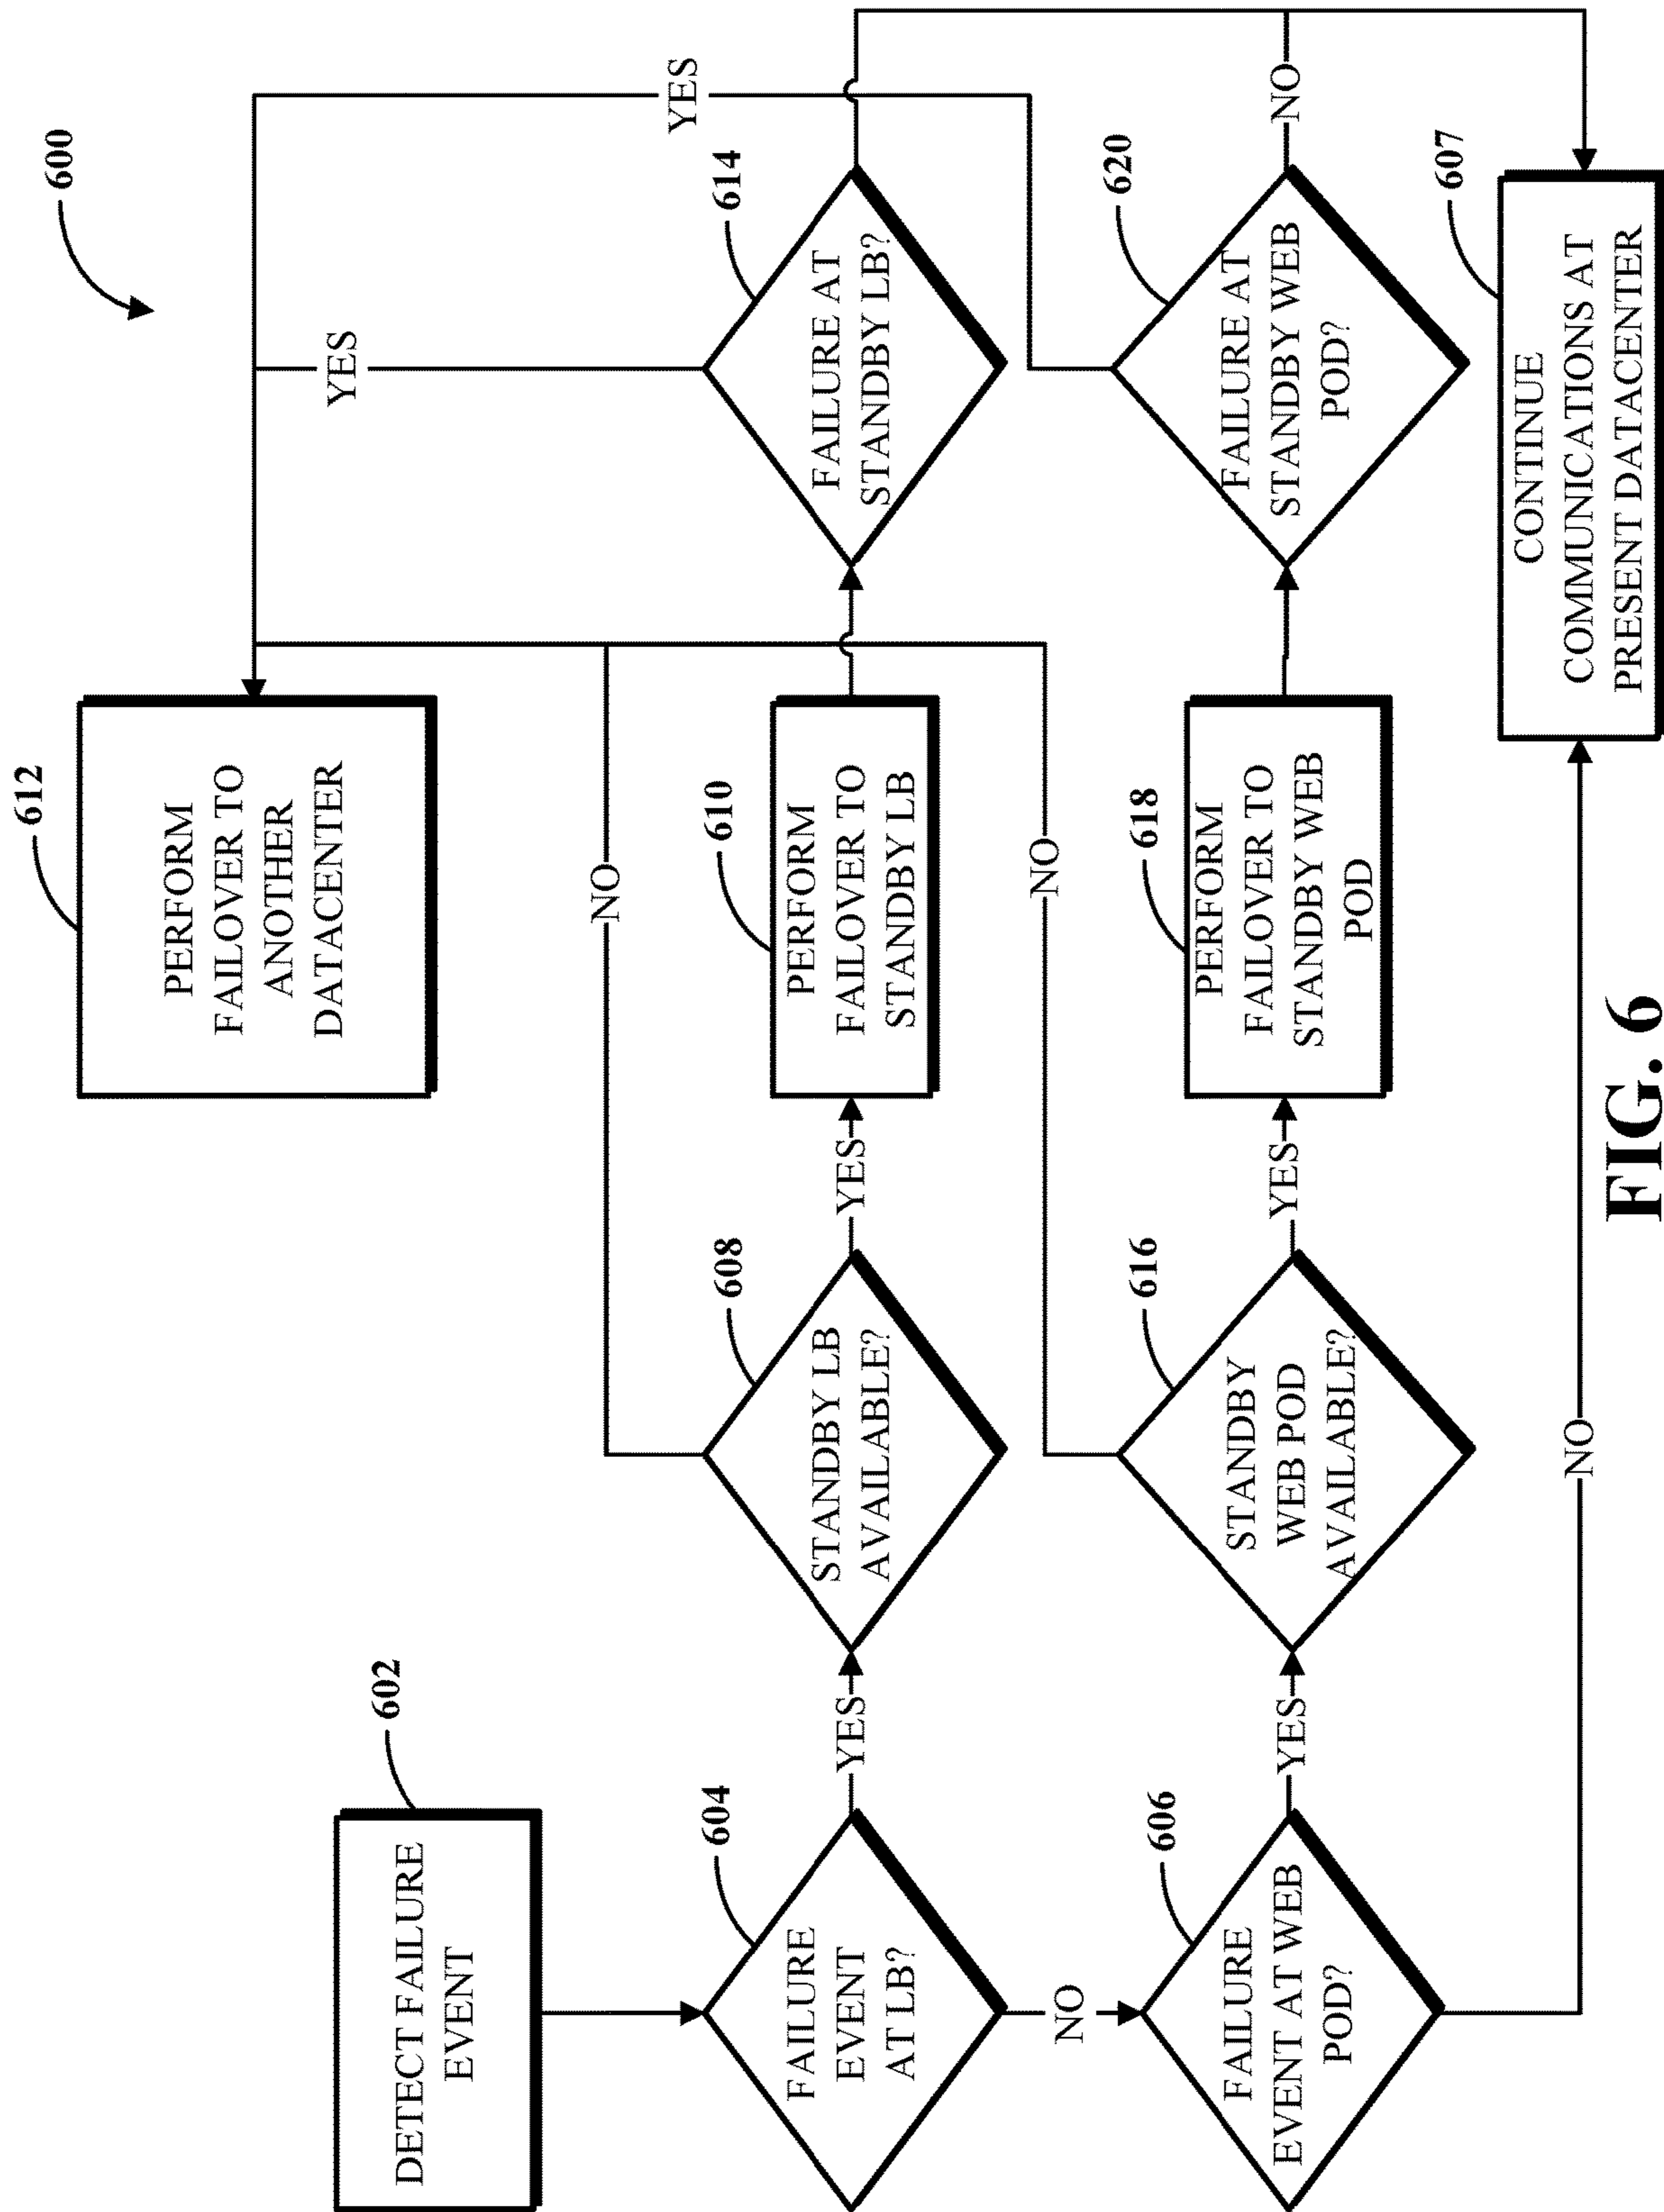 600
612
PERFORM
FAILOVER TO
ANOTHER
DATACENTER
602
DETECT FAILURE
EVENT
YES
YES
NO
604
FAILURE
EVENT
AT LB?
YES
608
STANDBY LB
AVAILABLE?
YES
610
PERFORM
FAILOVER TO
STANDBY LB
614
FAILURE AT
STANDBY LB?
NO
NO
606
FAILURE
EVENT AT WEB
POD?
YES
616
STANDBY
WEB POD
AVAILABLE?
YES
618
PERFORM
FAILOVER TO
STANDBY WEB
POD
620
FAILURE AT
STANDBY WEB
POD?
NO
NO
607
CONTINUE
COMMUNICATIONS AT
PRESENT DATACENTER
FIG. 6